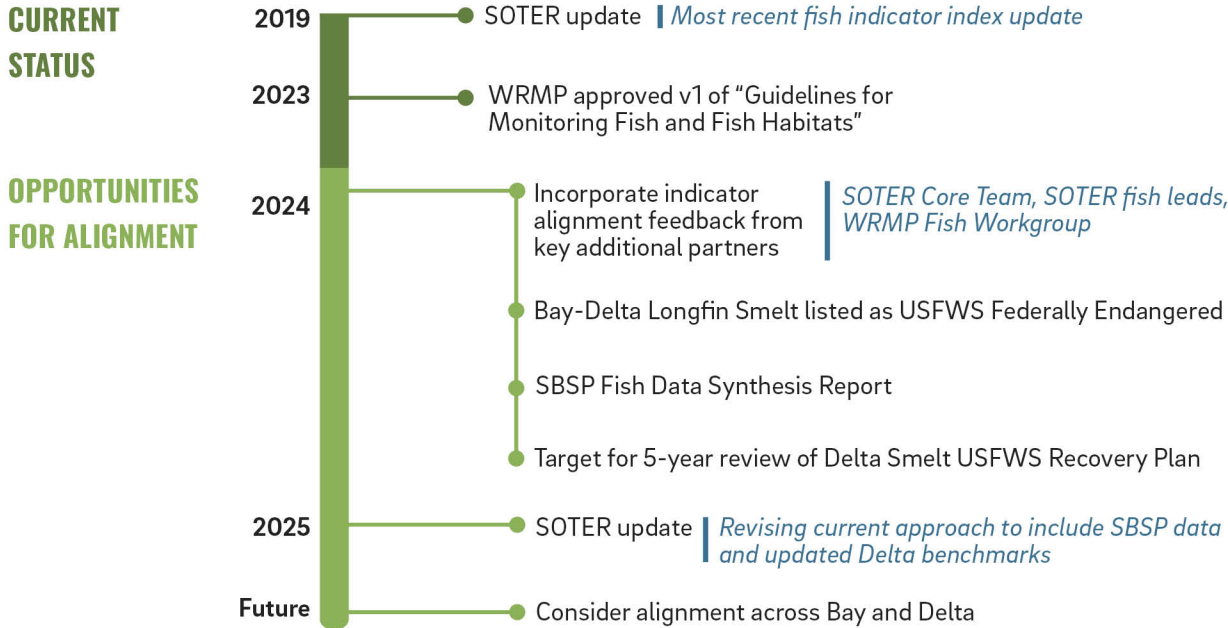 CURRENT
STATUS
2019
SOTER update
Most recent fish indicator index update
2023
WRMP approved v1 of “Guidelines for
Monitoring Fish and Fish Habitats”
OPPORTUNITIES
FOR ALIGNMENT
2024
Incorporate indicator
alignment feedback from
key additional partners
SOTER Core Team, SOTER fish leads,
WRMP Fish Workgroup
Bay-Delta Longfin Smelt listed as USFWS Federally Endangered
SBSP Fish Data Synthesis Report
Target for 5-year review of Delta Smelt USFWS Recovery Plan
2025
SOTER update
Revising current approach to include SBSP data
and updated Delta benchmarks
Future
Consider alignment across Bay and Delta